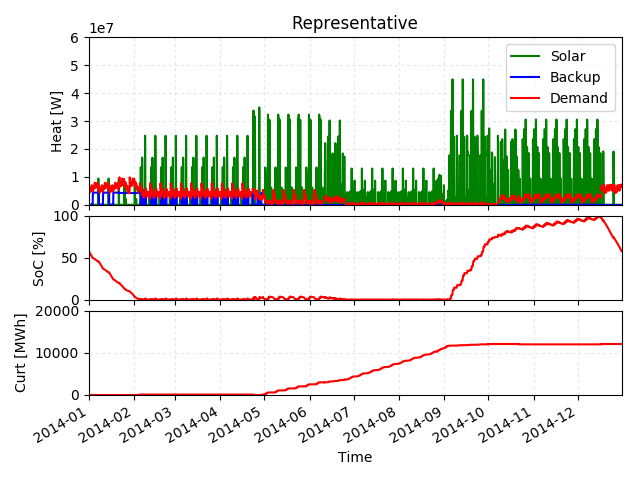 Representative
1e7
6
5
4
3
2
1
0
Heat [W]
Solar
Backup
Demand
100
50
0
SoC [%]
20000
10000
0
Curt [MWh]
2014-01
2014-02
2014-03
2014-04
2014-05
2014-06
2014-07
2014-08
2014-09
2014-10
2014-11
2014-12
Time